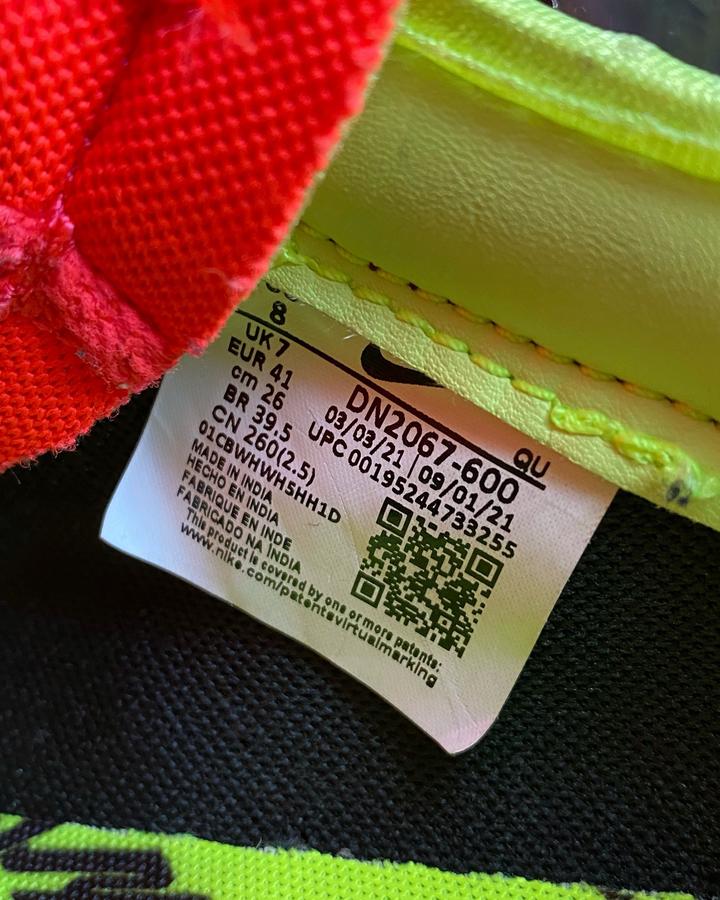 8
UK 7
EUR 41
cm 26
BR 39,5
CN 260(2.5)
01CBWHWH5HH1D
MADE IN INDIA
HECHO EN INDIA
FABRIQUE EN INDE
FABRICADO NA ÍNDIA
This product is covered by one or more patents:
www.nike.com/patentsvirtualmarking
QU
DN2067-600
03/03/21 | 09/01/21
UPC 00195244733255